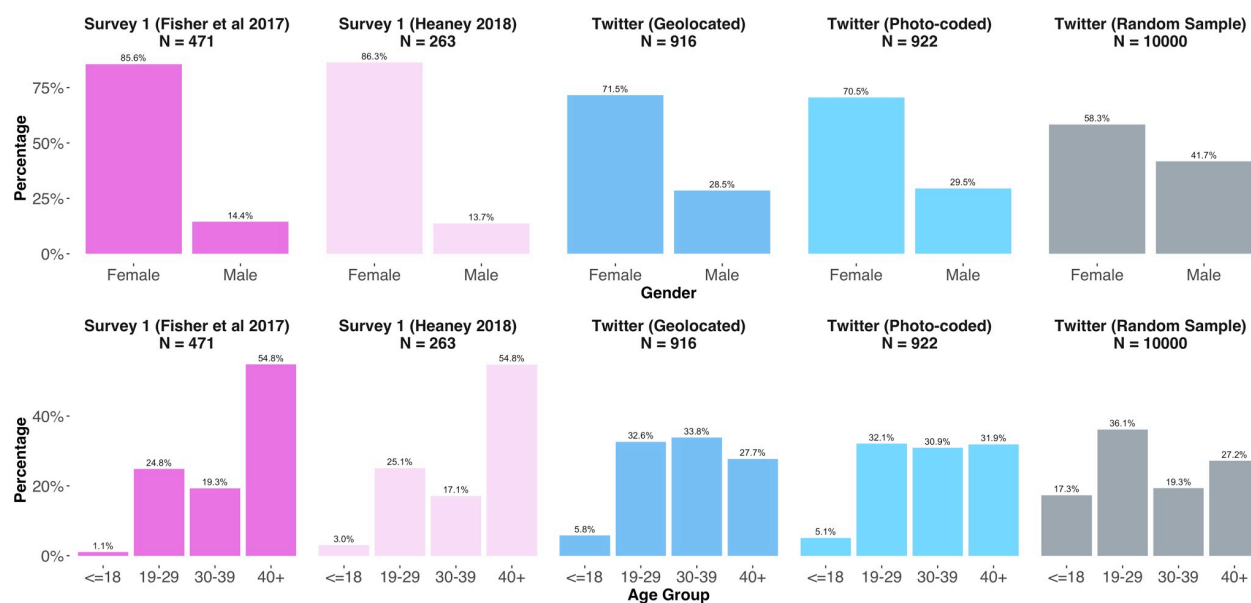 Survey 1 (Fisher et al 2017)
N = 471
Survey 1 (Heaney 2018)
N = 263
Twitter (Geolocated)
N = 916
Twitter (Photo-coded)
N = 922
Twitter (Random Sample)
N = 10000
Percentage
75%
50%
25%
0%
85.6%
14.4%
86.3%
13.7%
71.5%
28.5%
70.5%
29.5%
58.3%
41.7%
Female Male
Female Male
Female Male
Female Male
Female Male
Gender
Survey 1 (Fisher et al 2017)
N = 471
Survey 1 (Heaney 2018)
N = 263
Twitter (Geolocated)
N = 916
Twitter (Photo-coded)
N = 922
Twitter (Random Sample)
N = 10000
Percentage
40%
20%
0%
1.1%
24.8%
19.3%
54.8%
3.0%
25.1%
17.1%
54.8%
5.8%
32.6%
33.8%
27.7%
5.1%
32.1%
30.9%
31.9%
17.3%
36.1%
19.3%
27.2%
<=18 19-29 30-39 40+
<=18 19-29 30-39 40+
<=18 19-29 30-39 40+
<=18 19-29 30-39 40+
<=18 19-29 30-39 40+
Age Group